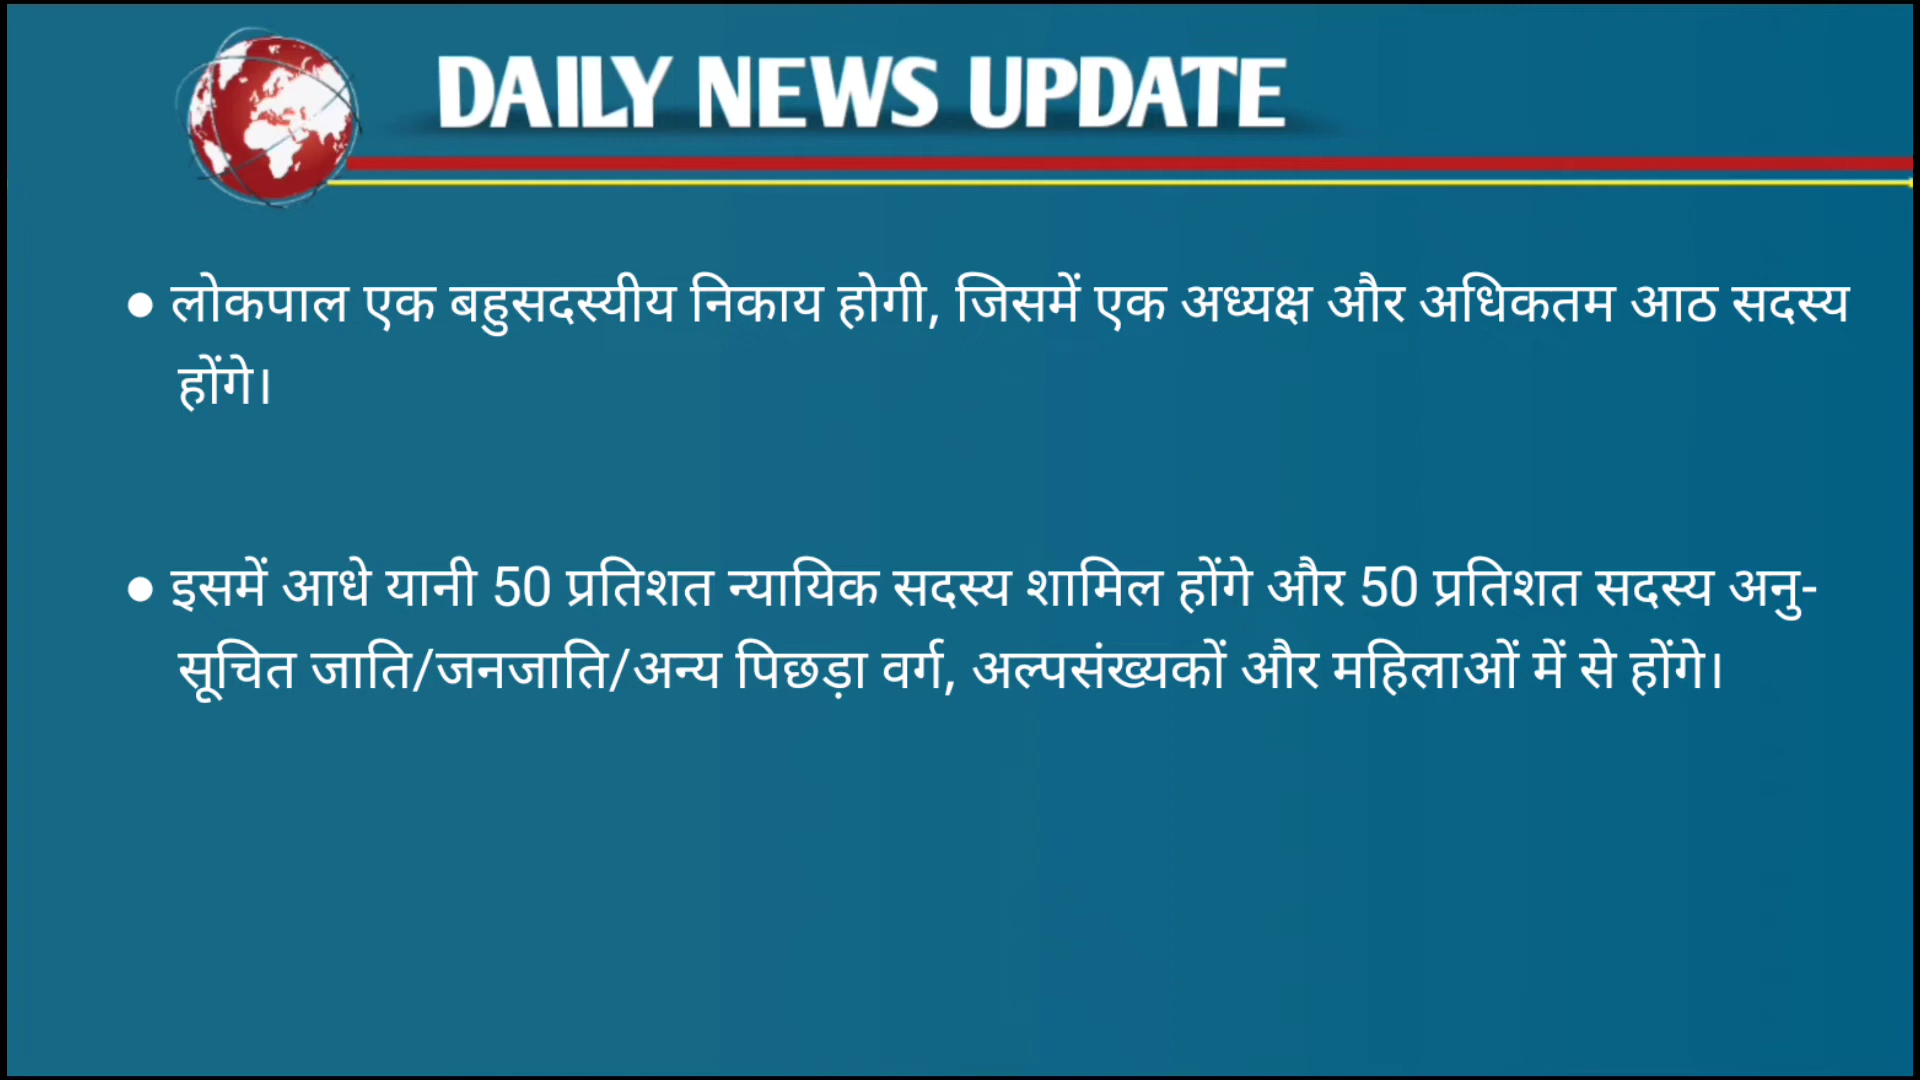 DAILY NEWS UPDATE
● लोकपाल एक बहुसदस्यीय निकाय होगी, जिसमें एक अध्यक्ष और अधिकतम आठ सदस्य
होंगे।
● इसमें आधे यानी 50 प्रतिशत न्यायिक सदस्य शामिल होंगे और 50 प्रतिशत सदस्य अनु-
सूचित जाति/जनजाति/अन्य पिछड़ा वर्ग, अल्पसंख्यकों और महिलाओं में से होंगे।